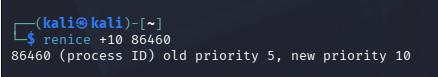 ┌──(kali㉿kali)-[~]
└─$ renice +10 86460
86460 (process ID) old priority 5, new priority 10